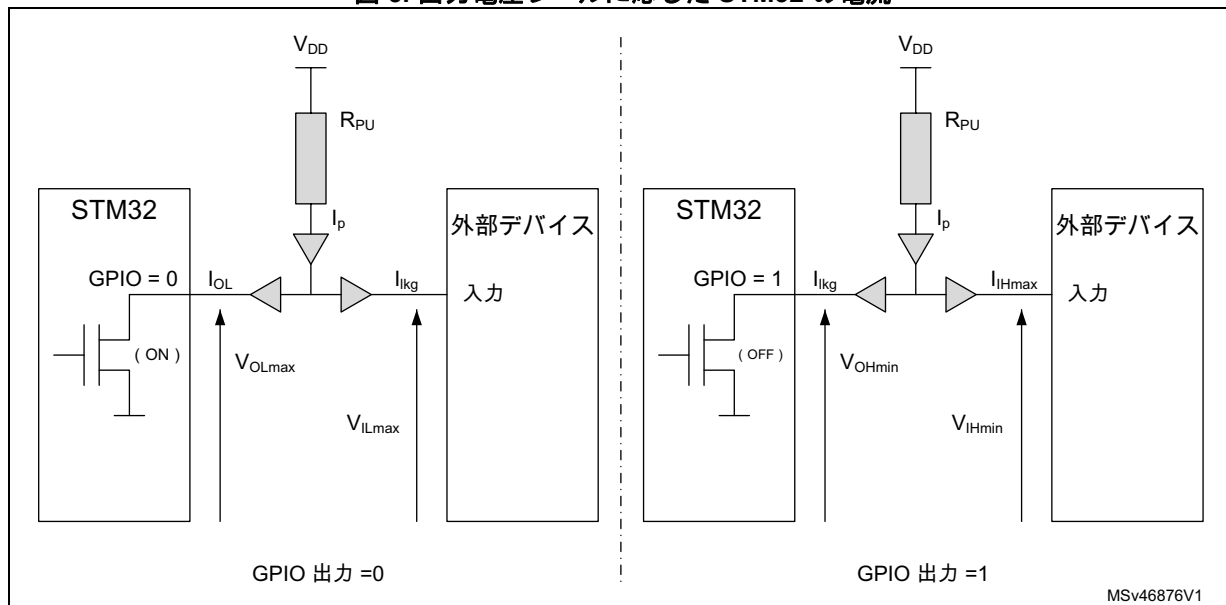 V_DD
R_PU
I_p
STM32
外部デバイス
GPIO = 0
I_OL
I_lkg
入力
( ON )
V_OLmax
V_ILmax
GPIO 出力 =0
V_DD
R_PU
I_p
STM32
外部デバイス
GPIO = 1
I_lkg
I_IHmax
入力
( OFF )
V_OHmin
V_IHmin
GPIO 出力 =1
MSv46876V1